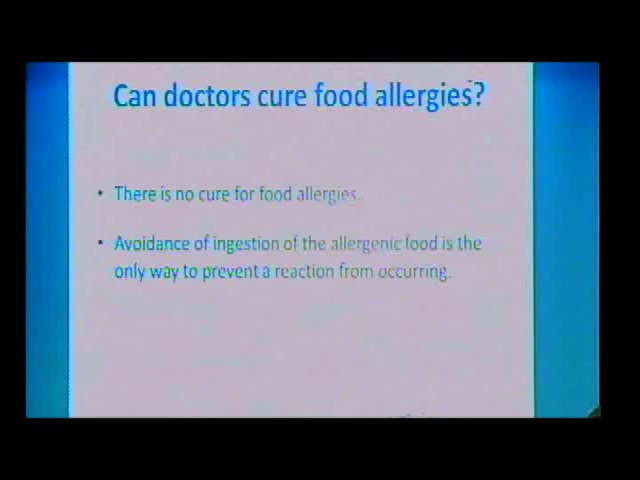 Can doctors cure food allergies?
• There is no cure for food allergies.
• Avoidance of ingestion of the allergenic food is the
only way to prevent a reaction from occurring.